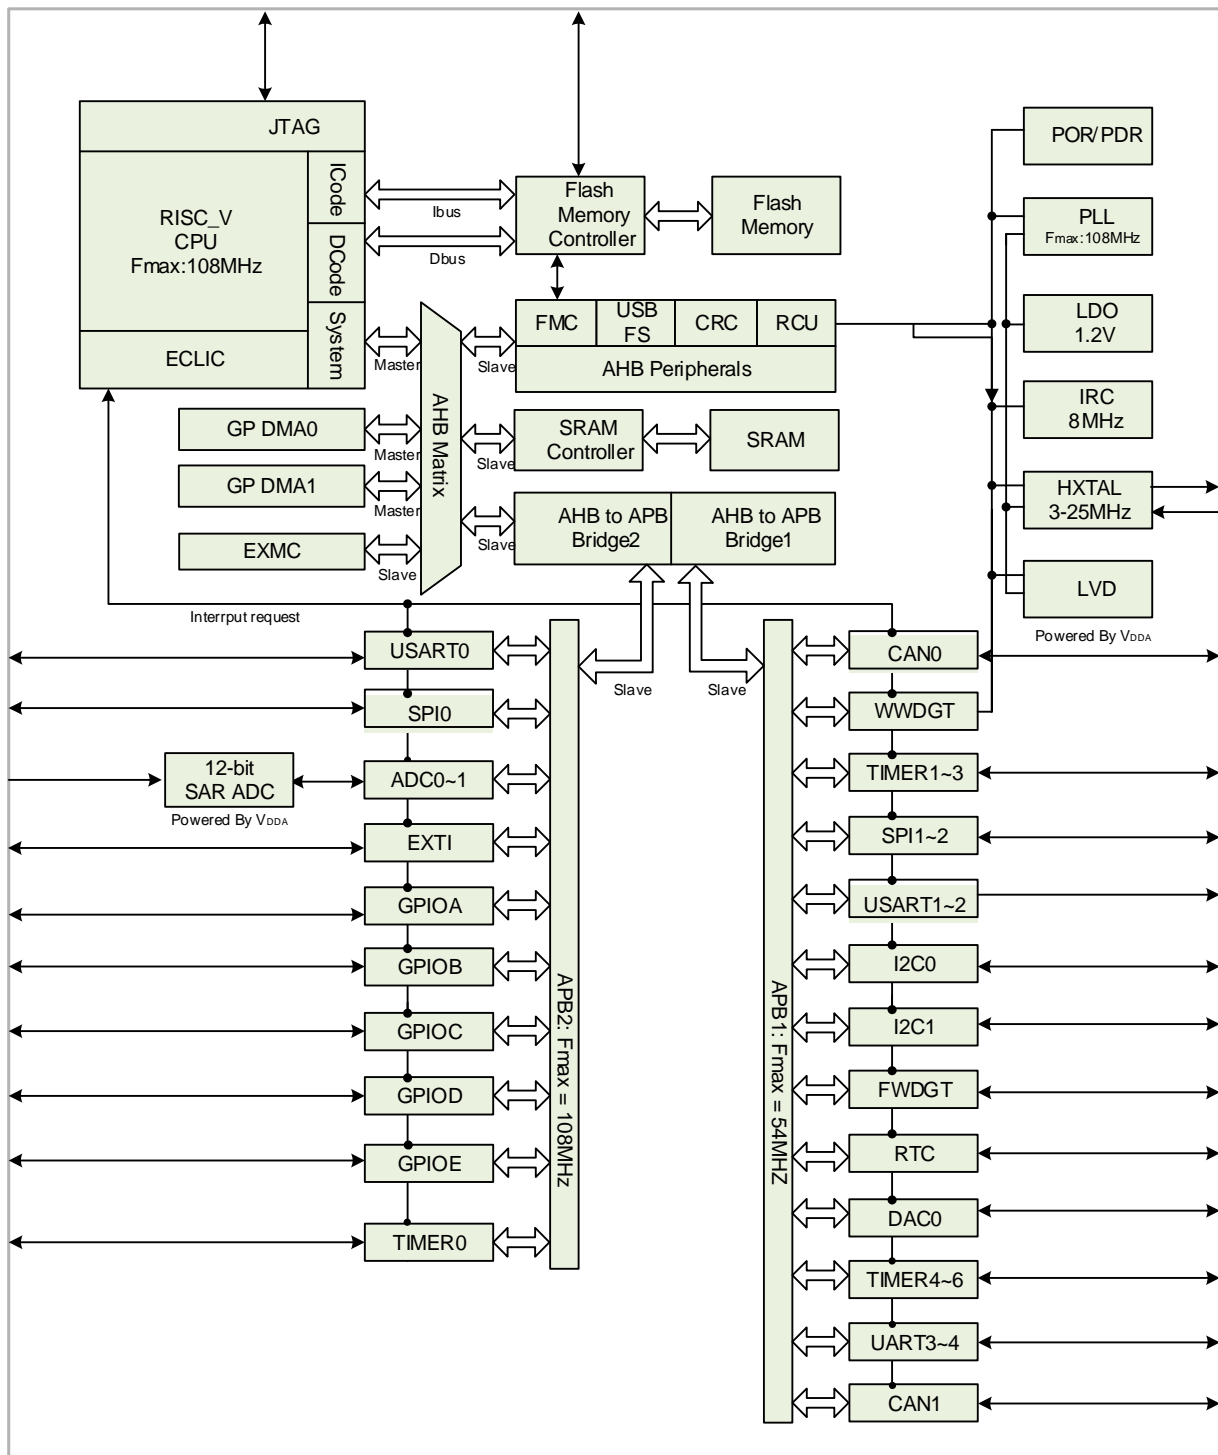 JTAG
ICode
DCode
System
RISC_V
CPU
Fmax:108MHz
ECLIC
Ibus
Dbus
Flash
Memory
Controller
Flash
Memory
FMC
USB
FS
CRC
RCU
AHB Peripherals
Master
Slave
AHB Matrix
GP DMA0
Master
GP DMA1
Master
EXMC
Slave
Slave
SRAM
Controller
SRAM
Slave
AHB to APB
Bridge2
AHB to APB
Bridge1
POR/PDR
PLL
Fmax:108MHz
LDO
1.2V
IRC
8MHz
HXTAL
3-25MHz
LVD
Powered By VDDA
Interrput request
Slave
Slave
USART0
SPI0
12-bit
SAR ADC
Powered By VDDA
ADC0~1
EXTI
GPIOA
GPIOB
GPIOC
GPIOD
GPIOE
TIMER0
APB2: Fmax = 108MHz
APB1: Fmax = 54MHZ
CAN0
WWDGT
TIMER1~3
SPI1~2
USART1~2
I2C0
I2C1
FWDGT
RTC
DAC0
TIMER4~6
UART3~4
CAN1